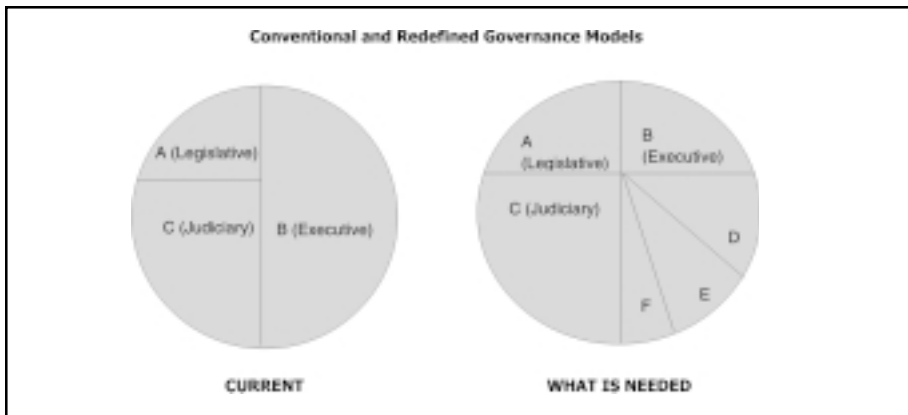 Conventional and Redefined Governance Models
A (Legislative)
C (Judiciary)
B (Executive)
A
(Legislative)
B
(Executive)
C (Judiciary)
D
E
F
CURRENT
WHAT IS NEEDED